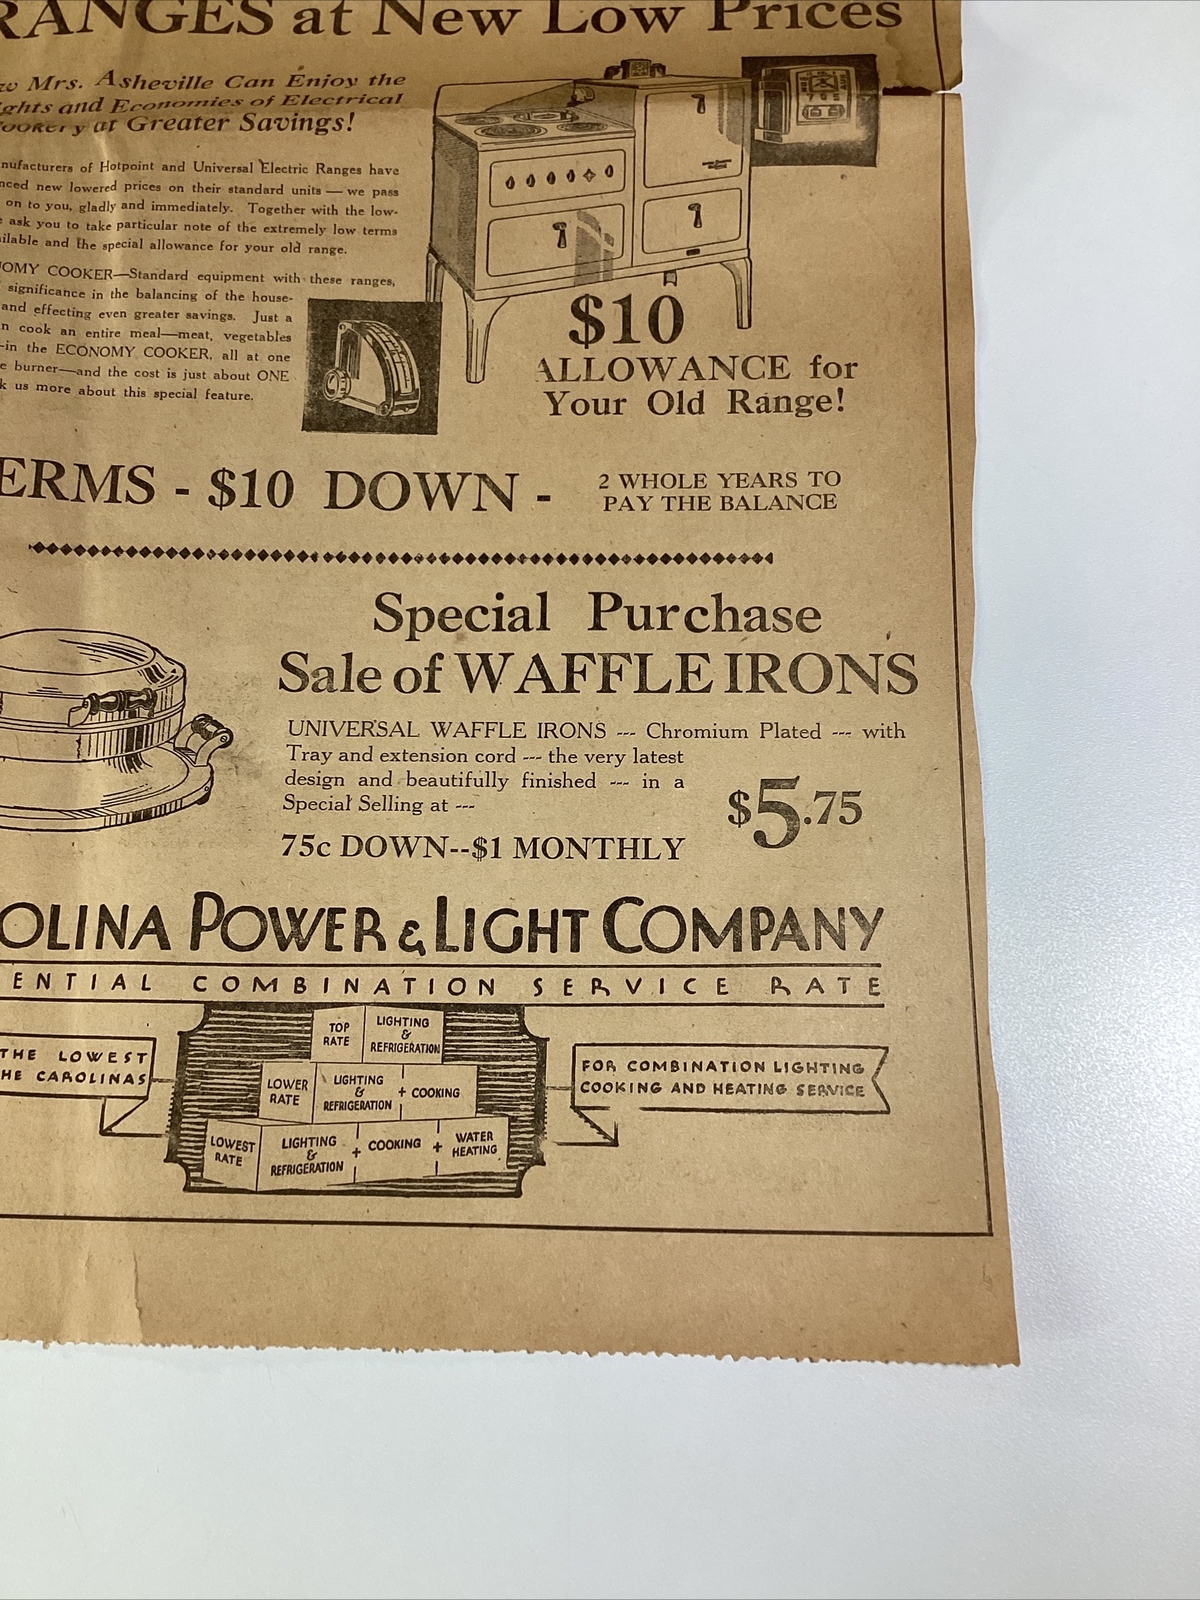 RANGES at New Low Prices
Mrs. Asheville Can Enjoy the
and Economies of Electrical
at Greater Savings!
of Hotpoint and Universal Electric Ranges have
new lowered prices on their standard units — we pass
on to you, gladly and immediately. Together with the low-
ask you to take particular note of the extremely low terms
and the special allowance for your old range.
COOKER—Standard equipment with these ranges,
significance in the balancing of the house-
and effecting even greater savings. Just a
cook an entire meal—meat, vegetables
—in the ECONOMY COOKER, all at one
burner—and the cost is just about ONE
us more about this special feature.
$10
ALLOWANCE for
Your Old Range!
ERMS - $10 DOWN -
2 WHOLE YEARS TO
PAY THE BALANCE
Special Purchase
Sale of WAFFLE IRONS
UNIVERSAL WAFFLE IRONS --- Chromium Plated --- with
Tray and extension cord --- the very latest
design and beautifully finished --- in a
Special Selling at ---
$5.75
75c DOWN--$1 MONTHLY
OLINA POWER & LIGHT COMPANY
ENTIAL COMBINATION SERVICE RATE
THE LOWEST
HE CAROLINAS
TOP
RATE
LIGHTING
&
REFRIGERATION
LOWER
RATE
LIGHTING
&
REFRIGERATION
+ COOKING
LOWEST
RATE
LIGHTING
&
REFRIGERATION
+ COOKING +
WATER
HEATING
FOR COMBINATION LIGHTING
COOKING AND HEATING SERVICE